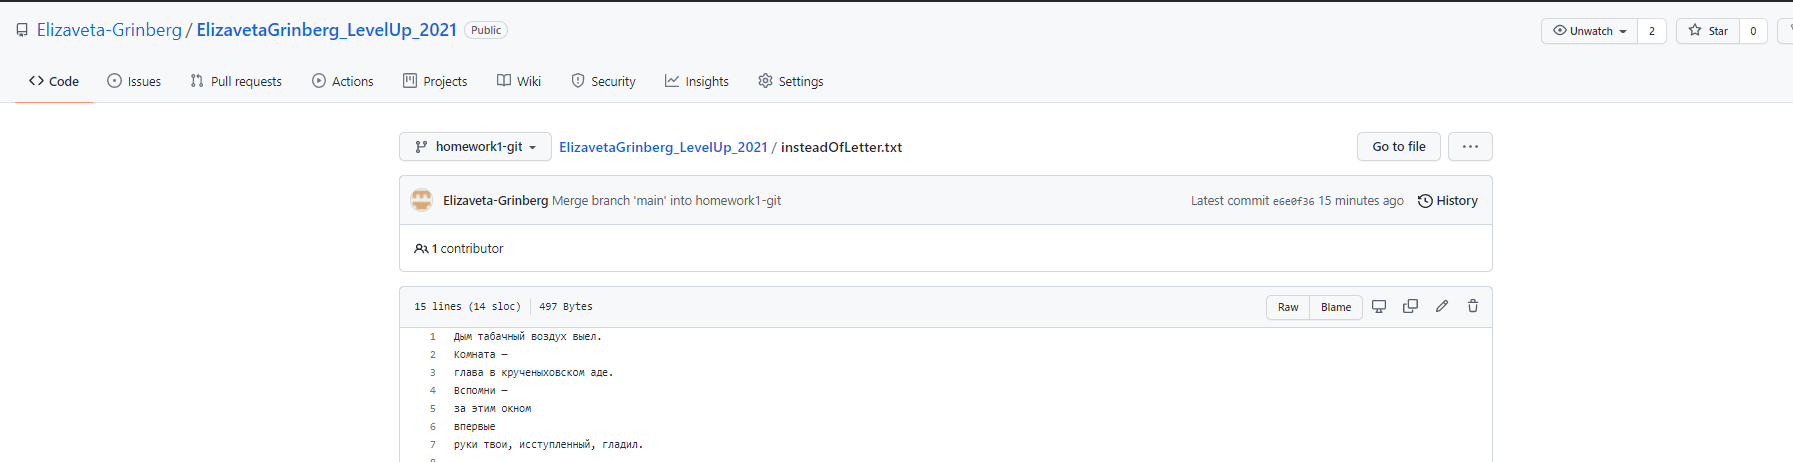 Elizaveta-Grinberg / ElizavetaGrinberg_LevelUp_2021 Public
Unwatch 2 Star 0
Code Issues Pull requests Actions Projects Wiki Security Insights Settings
homework1-git ElizavetaGrinberg_LevelUp_2021 / insteadOfLetter.txt Go to file ...
Elizaveta-Grinberg Merge branch 'main' into homework1-git Latest commit e6e0f36 15 minutes ago History
1 contributor
15 lines (14 sloc) 497 Bytes Raw Blame
1 Дым табачный воздух выел.
2 Комната —
3 глава в крученыховском аде.
4 Вспомни —
5 за этим окном
6 впервые
7 руки твои, исступленный, гладил.